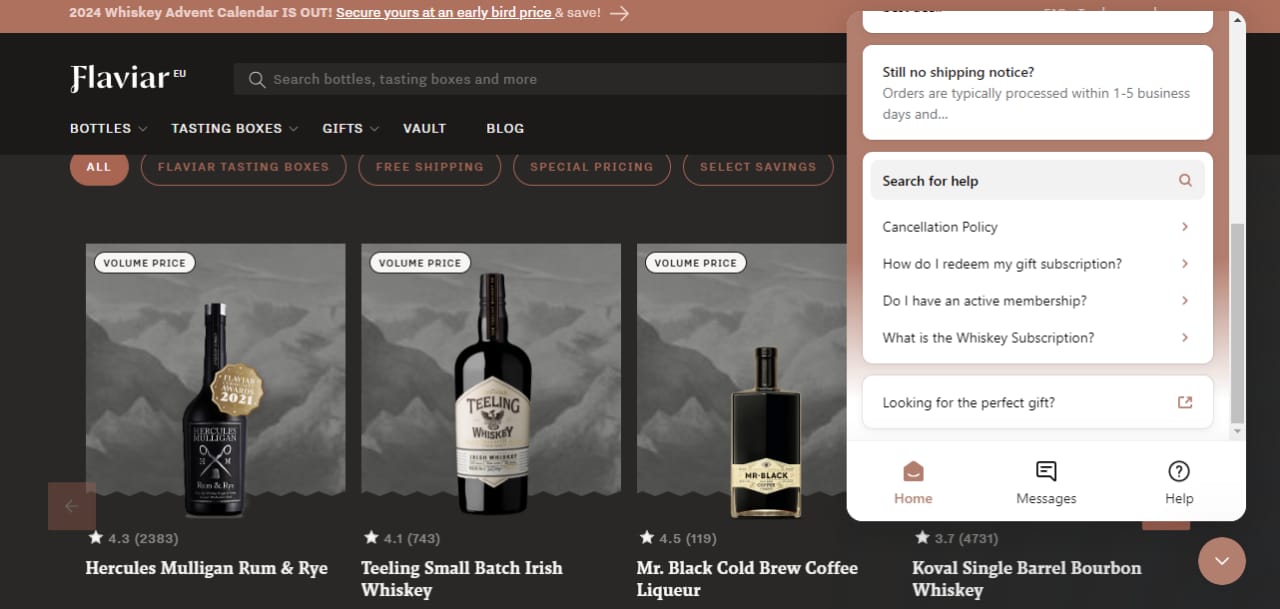 2024 Whiskey Advent Calendar IS OUT! Secure yours at an early bird price & save!
Flaviar EU
Search bottles, tasting boxes and more
BOTTLES
TASTING BOXES
GIFTS
VAULT
BLOG
ALL
FLAVIAR TASTING BOXES
FREE SHIPPING
SPECIAL PRICING
SELECT SAVINGS
VOLUME PRICE
FLAVIAR
AWARDS
2021
HERCULES
MULLIGAN
H H
Rum & Rye
4.3 (2383)
Hercules Mulligan Rum & Rye
VOLUME PRICE
TEELING
WHISKEY
IRISH WHISKEY
4.1 (743)
Teeling Small Batch Irish
Whiskey
VOLUME PRICE
MR·BLACK
COFFEE
4.5 (119)
Mr. Black Cold Brew Coffee
Liqueur
3.7 (4731)
Koval Single Barrel Bourbon
Whiskey
Still no shipping notice?
Orders are typically processed within 1-5 business
days and...
Search for help
Cancellation Policy
How do I redeem my gift subscription?
Do I have an active membership?
What is the Whiskey Subscription?
Looking for the perfect gift?
Home
Messages
Help